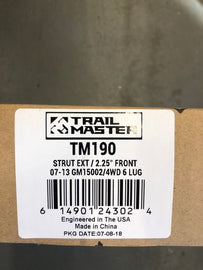 TRAIL
MASTER
TM190
STRUT EXT / 2.25" FRONT
07-13 GM15002/4WD 6 LUG
6 14901 24302 4
Engineered in The USA
Made in China
PKG DATE: 07-08-18